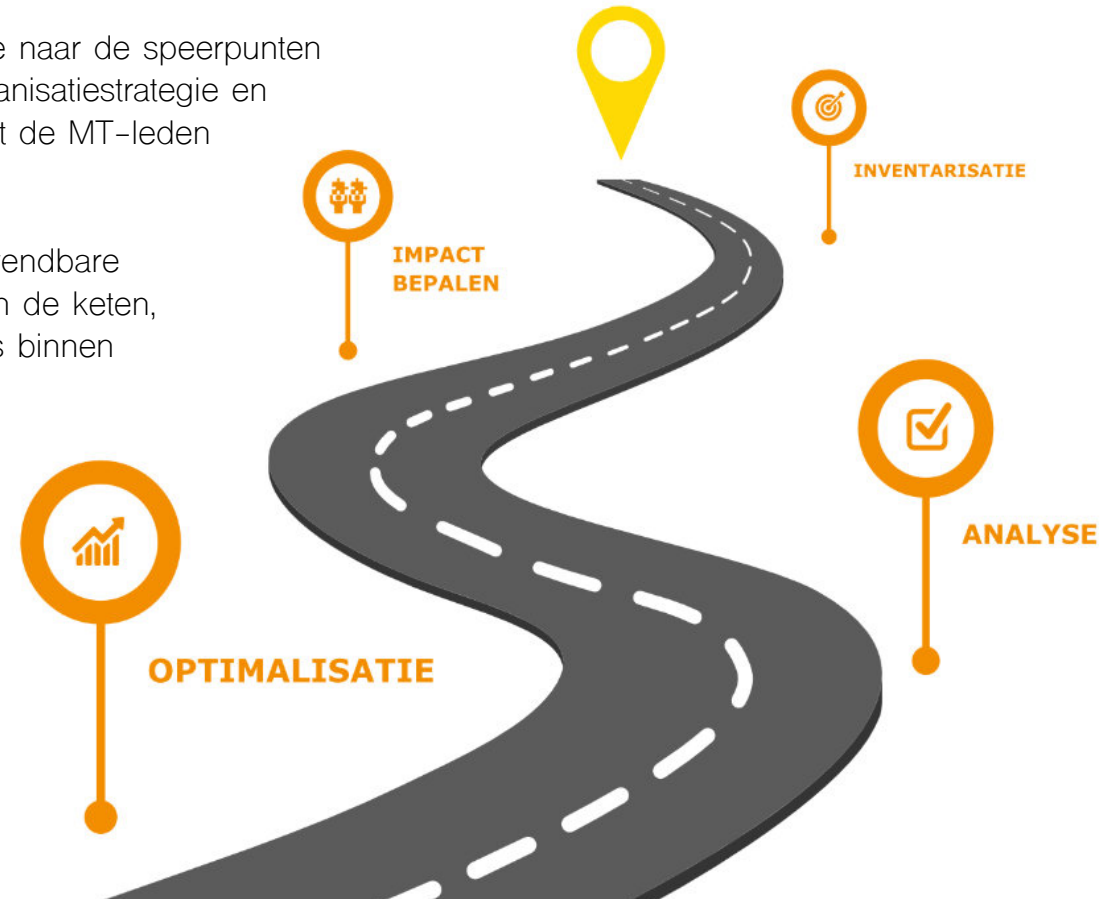 e naar de speerpunten
anisatiestrategie en
t de MT-leden
endbare
n de keten,
s binnen
INVENTARISATIE
IMPACT
BEPALEN
ANALYSE
OPTIMALISATIE